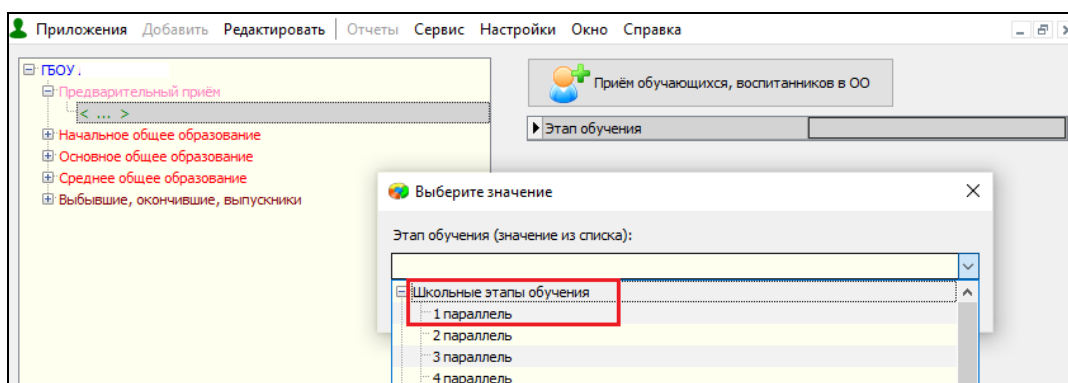 Приложения Добавить Редактировать Отчеты Сервис Настройки Окно Справка
ГБОУ
Предварительный приём
< ... >
Начальное общее образование
Основное общее образование
Среднее общее образование
Выбывшие, окончившие, выпускники
Приём обучающихся, воспитанников в ОО
Этап обучения
Выберите значение
Этап обучения (значение из списка):
Школьные этапы обучения
1 параллель
2 параллель
3 параллель
4 параллель